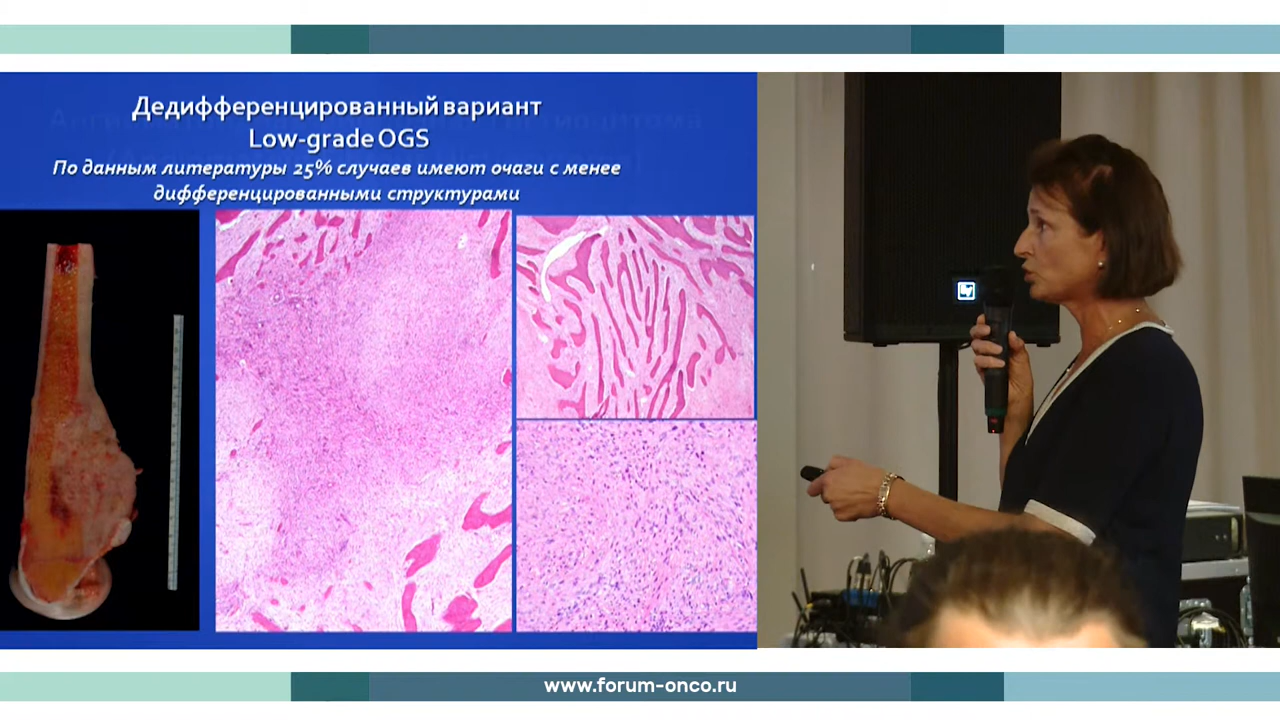 Дедифференцированный вариант
Low-grade OGS
По данным литературы 25% случаев имеют очаги с менее
дифференцированными структурами
www.forum-onco.ru